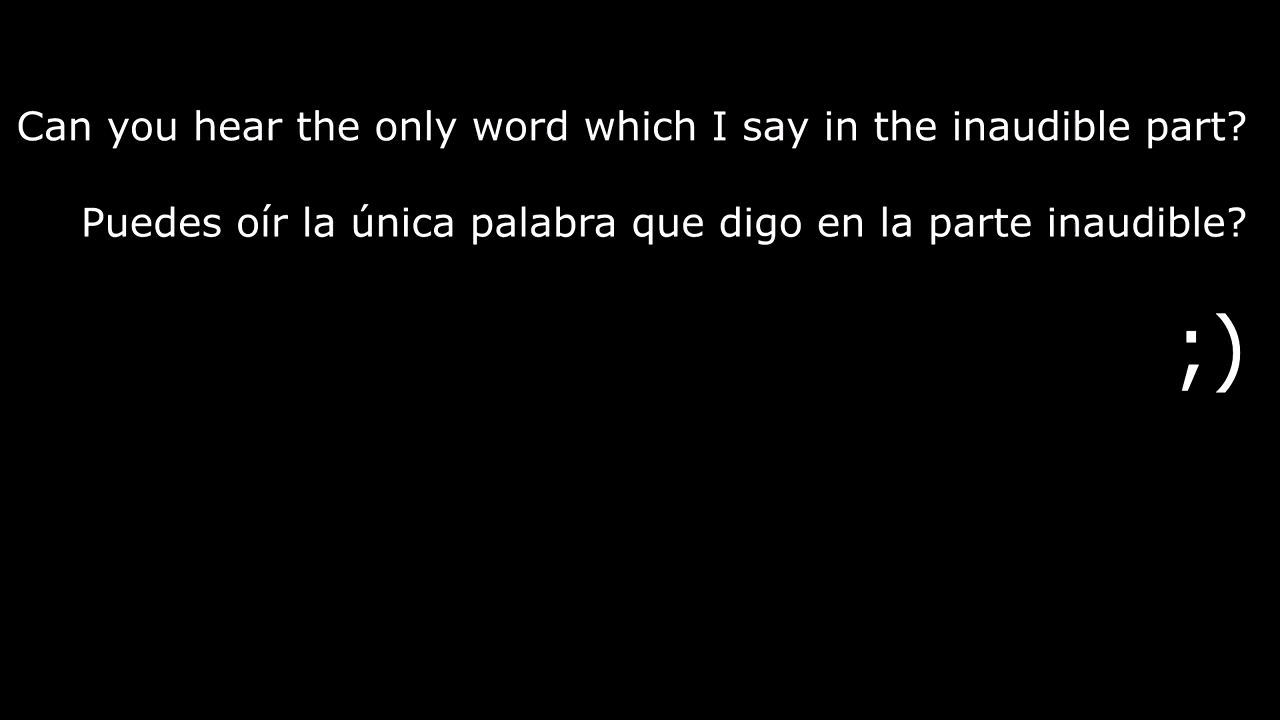 Can you hear the only word which I say in the inaudible part?
Puedes oír la única palabra que digo en la parte inaudible?
;)